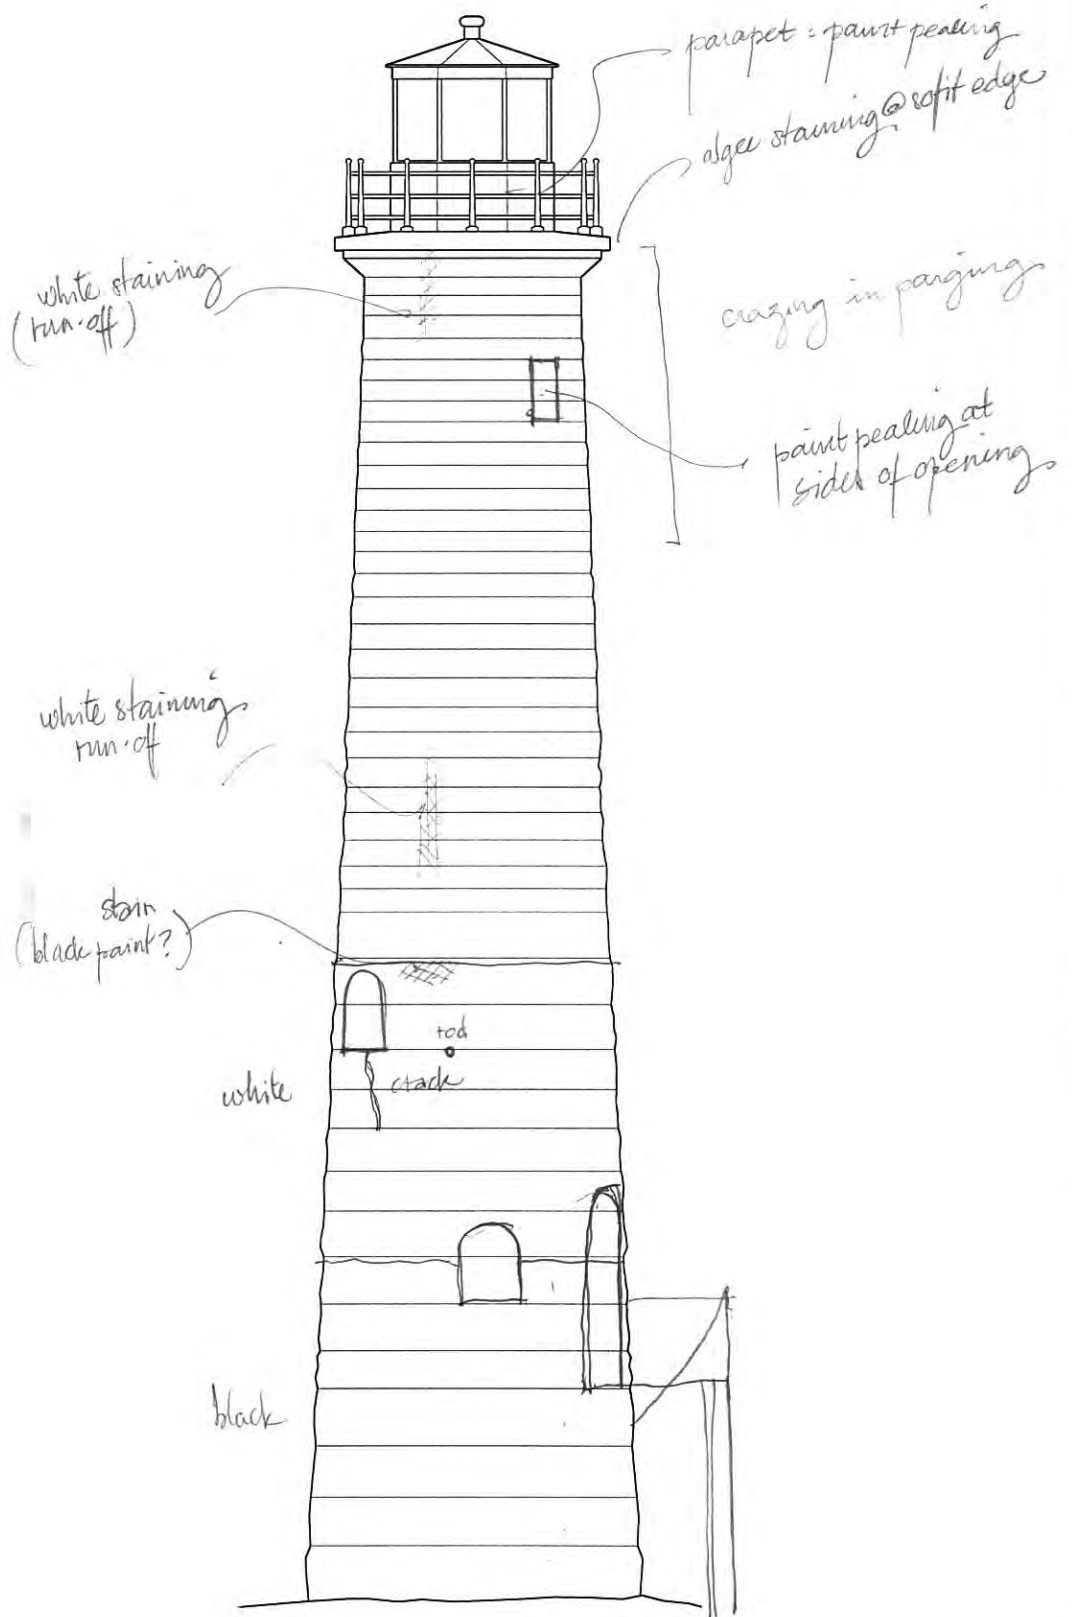 parapet : paint pealing
algee staining @ sofit edge
white staining
(run-off)
crazing in parging
paint pealing at
sides of opening
white staining
run-off
stain
(black paint?)
rod
crack
white
black